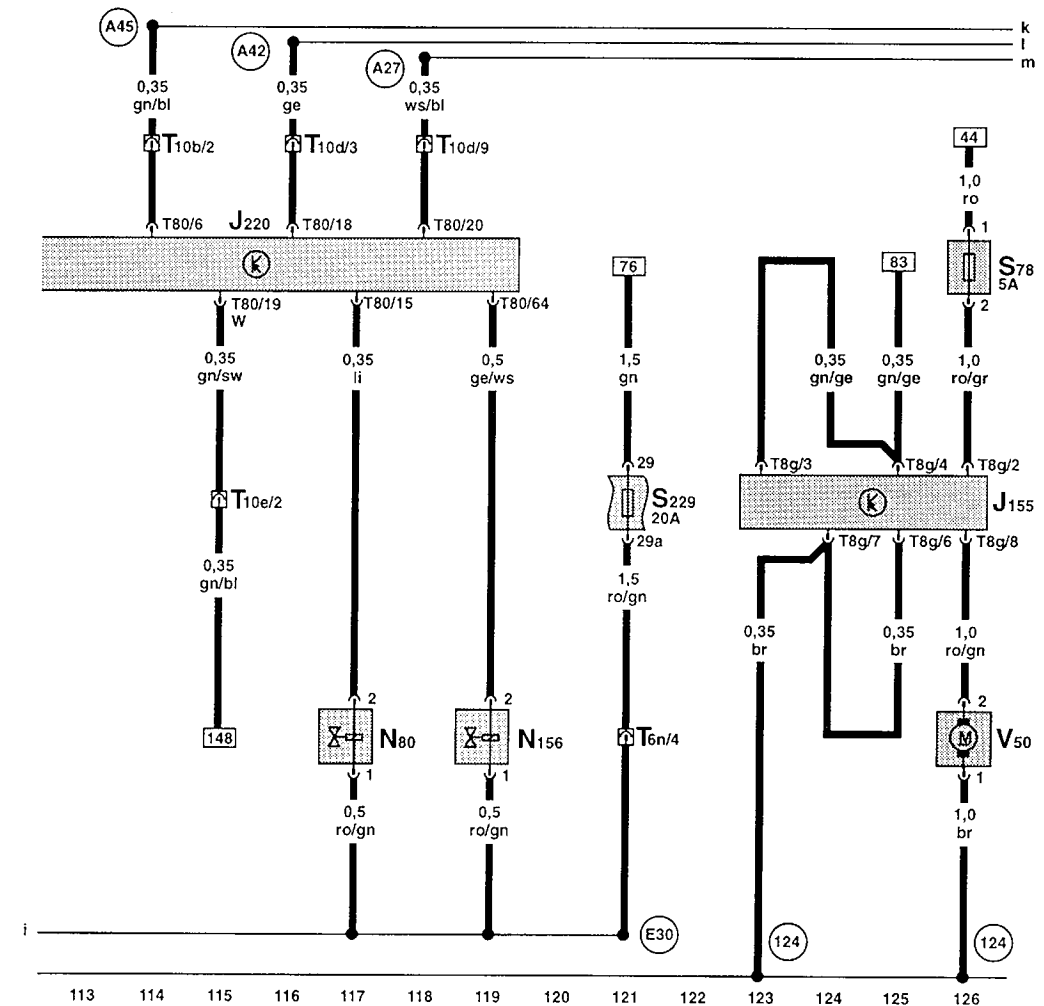 A45
k
A42
l
A27
m
0,35
gn/bl
0,35
ge
0,35
ws/bl
T10b/2
T10d/3
T10d/9
44
1,0
ro
T80/6
J220
T80/18
T80/20
1
76
83
S78
5A
T80/19
W
T80/15
T80/64
2
0,35
gn/sw
0,35
li
0,5
ge/ws
1,5
gn
0,35
gn/ge
0,35
gn/ge
1,0
ro/gr
29
T8g/3
T8g/4
T8g/2
T10e/2
S229
20A
J155
29a
T8g/7
T8g/6
T8g/8
0,35
gn/bl
1,5
ro/gn
0,35
br
0,35
br
1,0
ro/gn
2
2
2
148
N80
N156
T6n/4
M
V50
1
1
1
0,5
ro/gn
0,5
ro/gn
1,0
br
i
E30
124
124
113 114 115 116 117 118 119 120 121 122 123 124 125 126